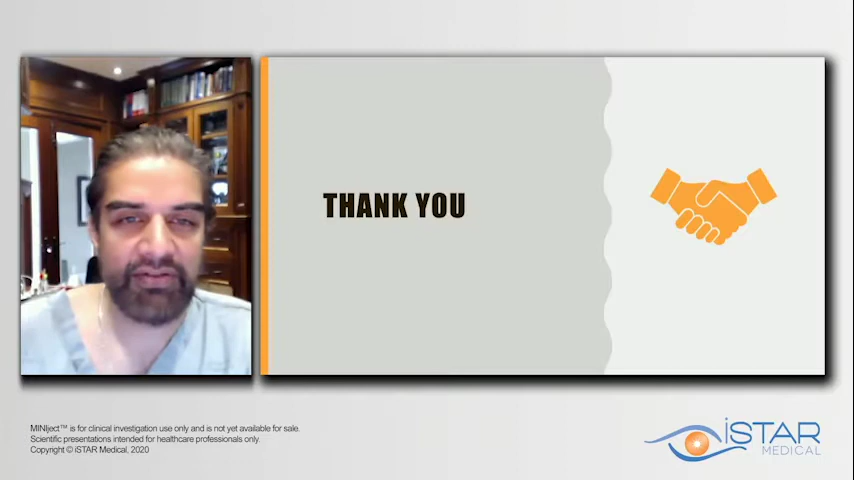 THANK YOU
MINIject™ is for clinical investigation use only and is not yet available for sale.
Scientific presentations intended for healthcare professionals only.
Copyright © iSTAR Medical, 2020
iSTAR
MEDICAL